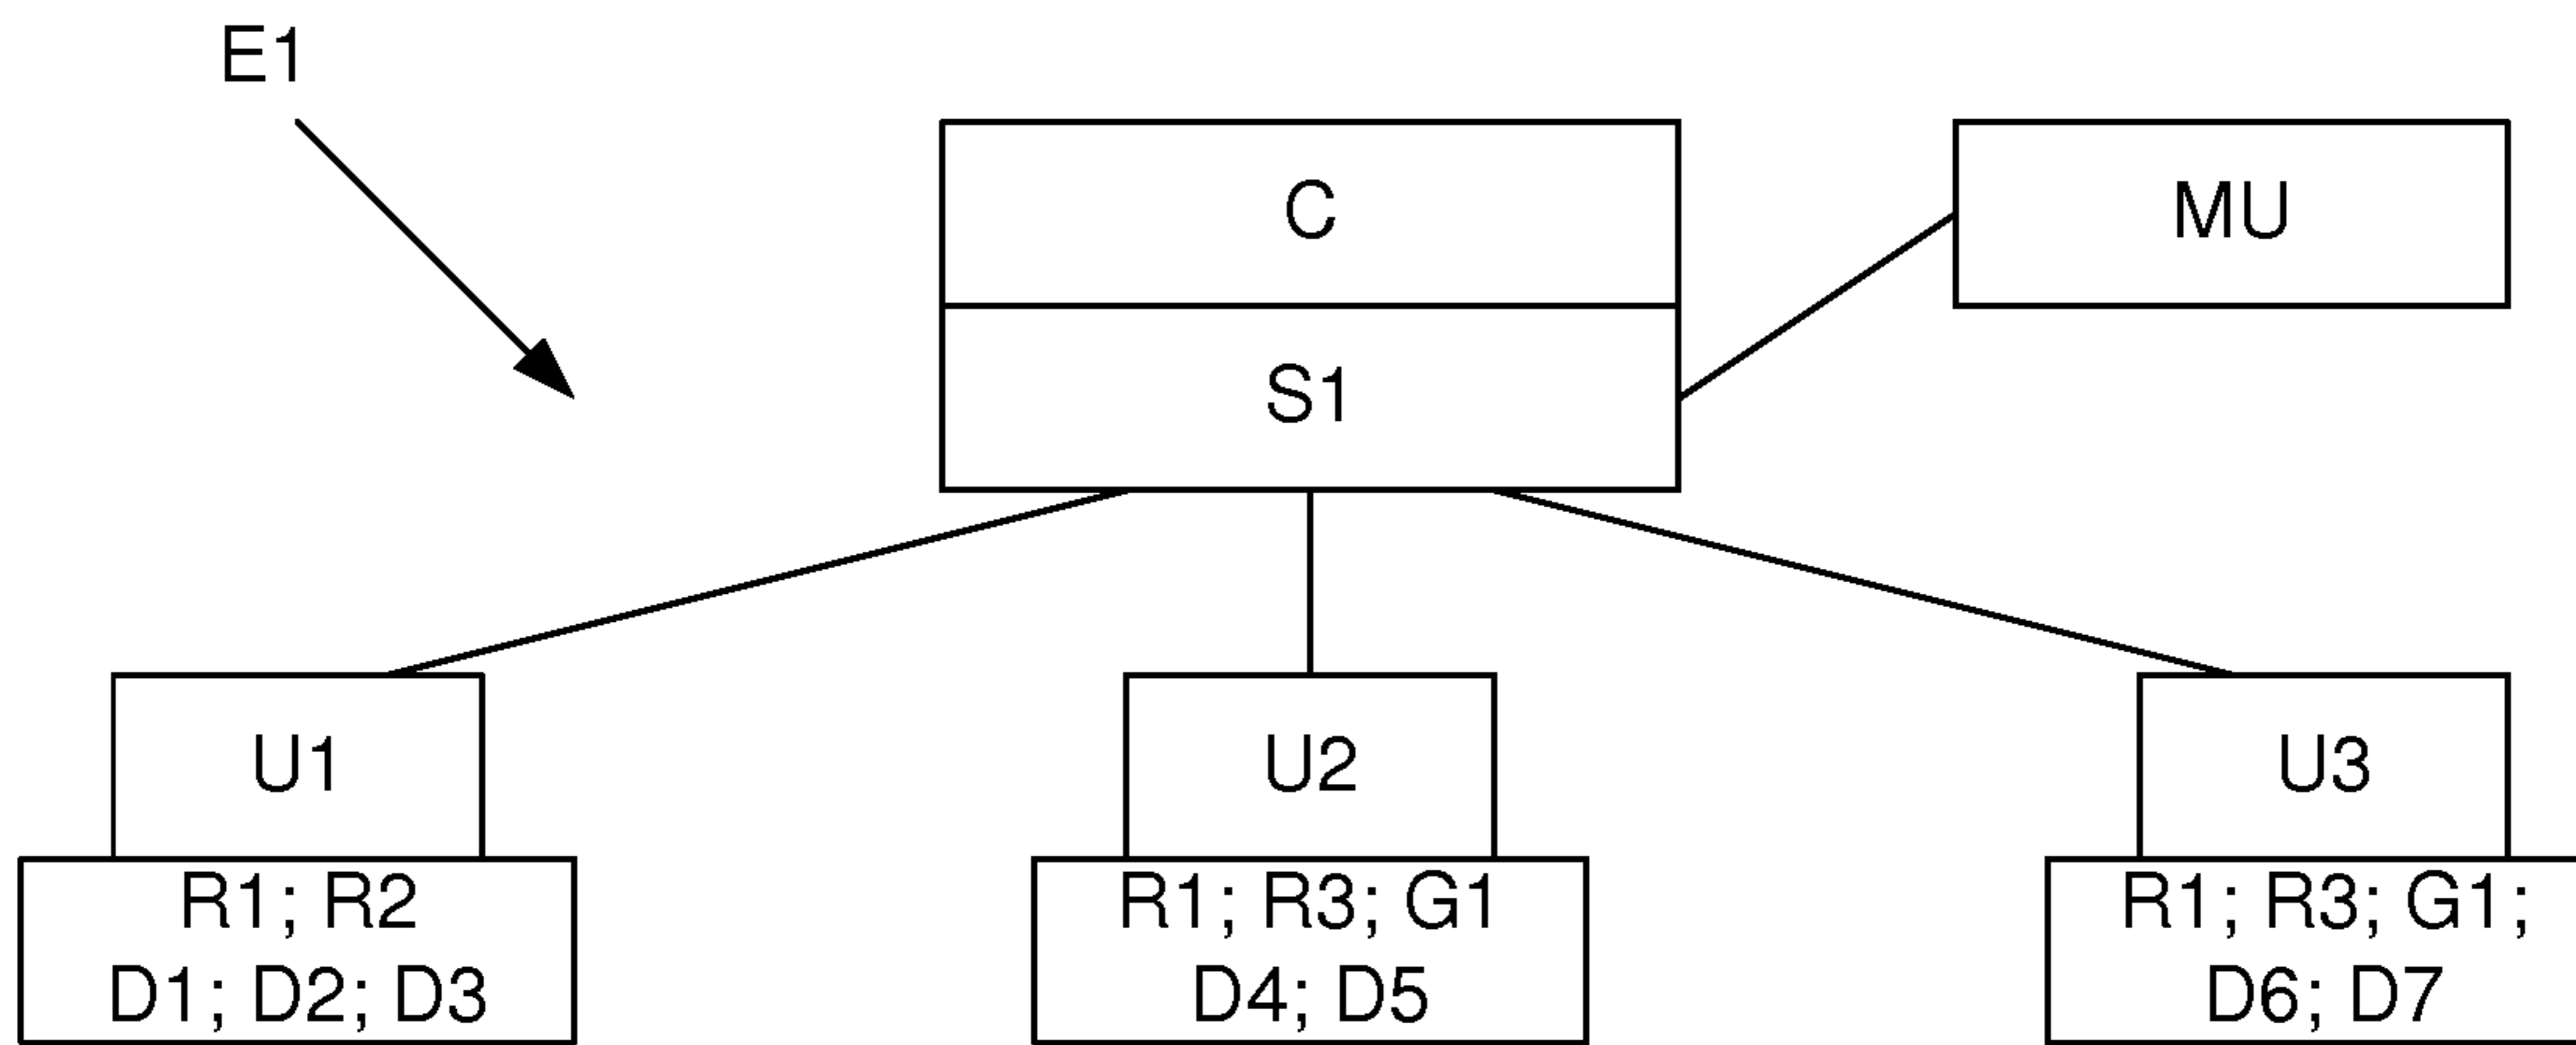 E1
C
MU
S1
U1
U2
U3
R1; R2
D1; D2; D3
R1; R3; G1
D4; D5
R1; R3; G1;
D6; D7